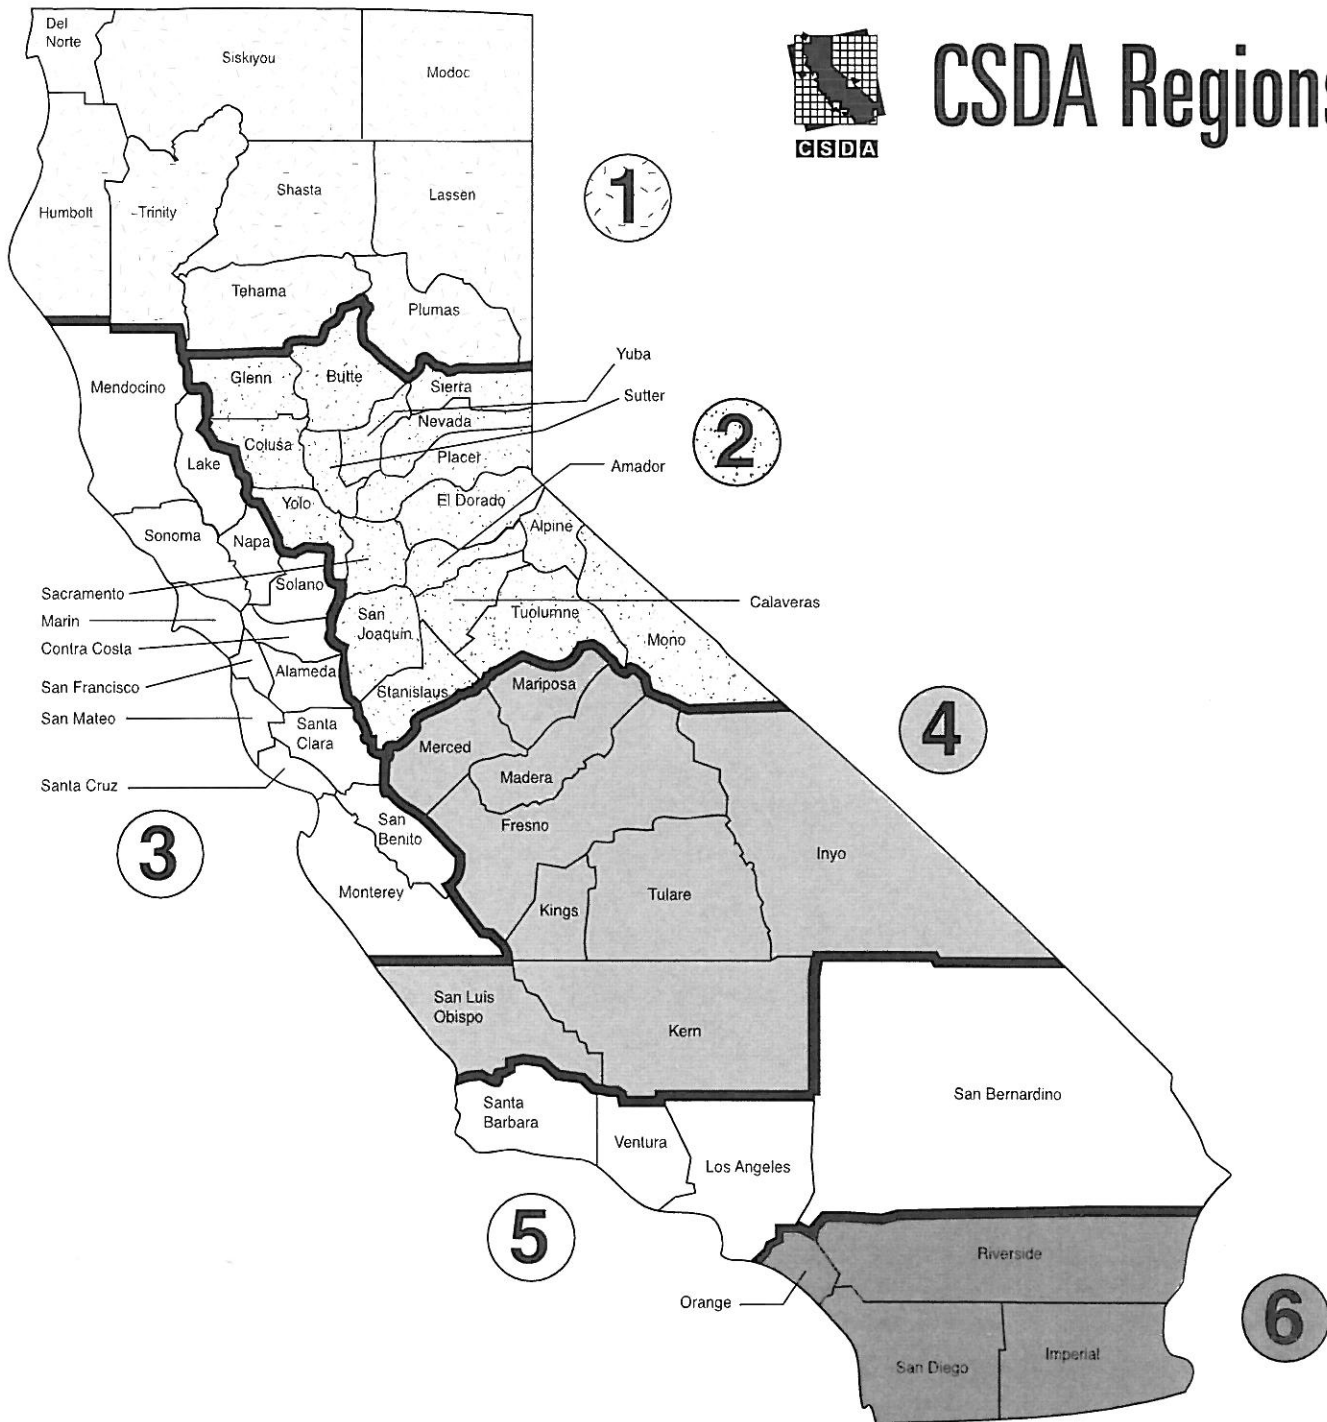 CSDA
CSDA Regions
Del
Norte
Siskiyou
Modoc
Humbolt
Trinity
Shasta
Lassen
1
Tehama
Plumas
Mendocino
Glenn
Butte
Sierra
Yuba
Sutter
Nevada
Colusa
Placer
2
Lake
Amador
Yolo
El Dorado
Alpine
Sonoma
Napa
Solano
Sacramento
Calaveras
Marin
San
Joaquin
Tuolumne
Mono
Contra Costa
Alameda
San Francisco
Stanislaus
Mariposa
San Mateo
Santa
Clara
Merced
4
Madera
Santa Cruz
San
Benito
Fresno
3
Inyo
Monterey
Kings
Tulare
San Luis
Obispo
Kern
San Bernardino
Santa
Barbara
Ventura
Los Angeles
5
Riverside
Orange
6
San Diego
Imperial